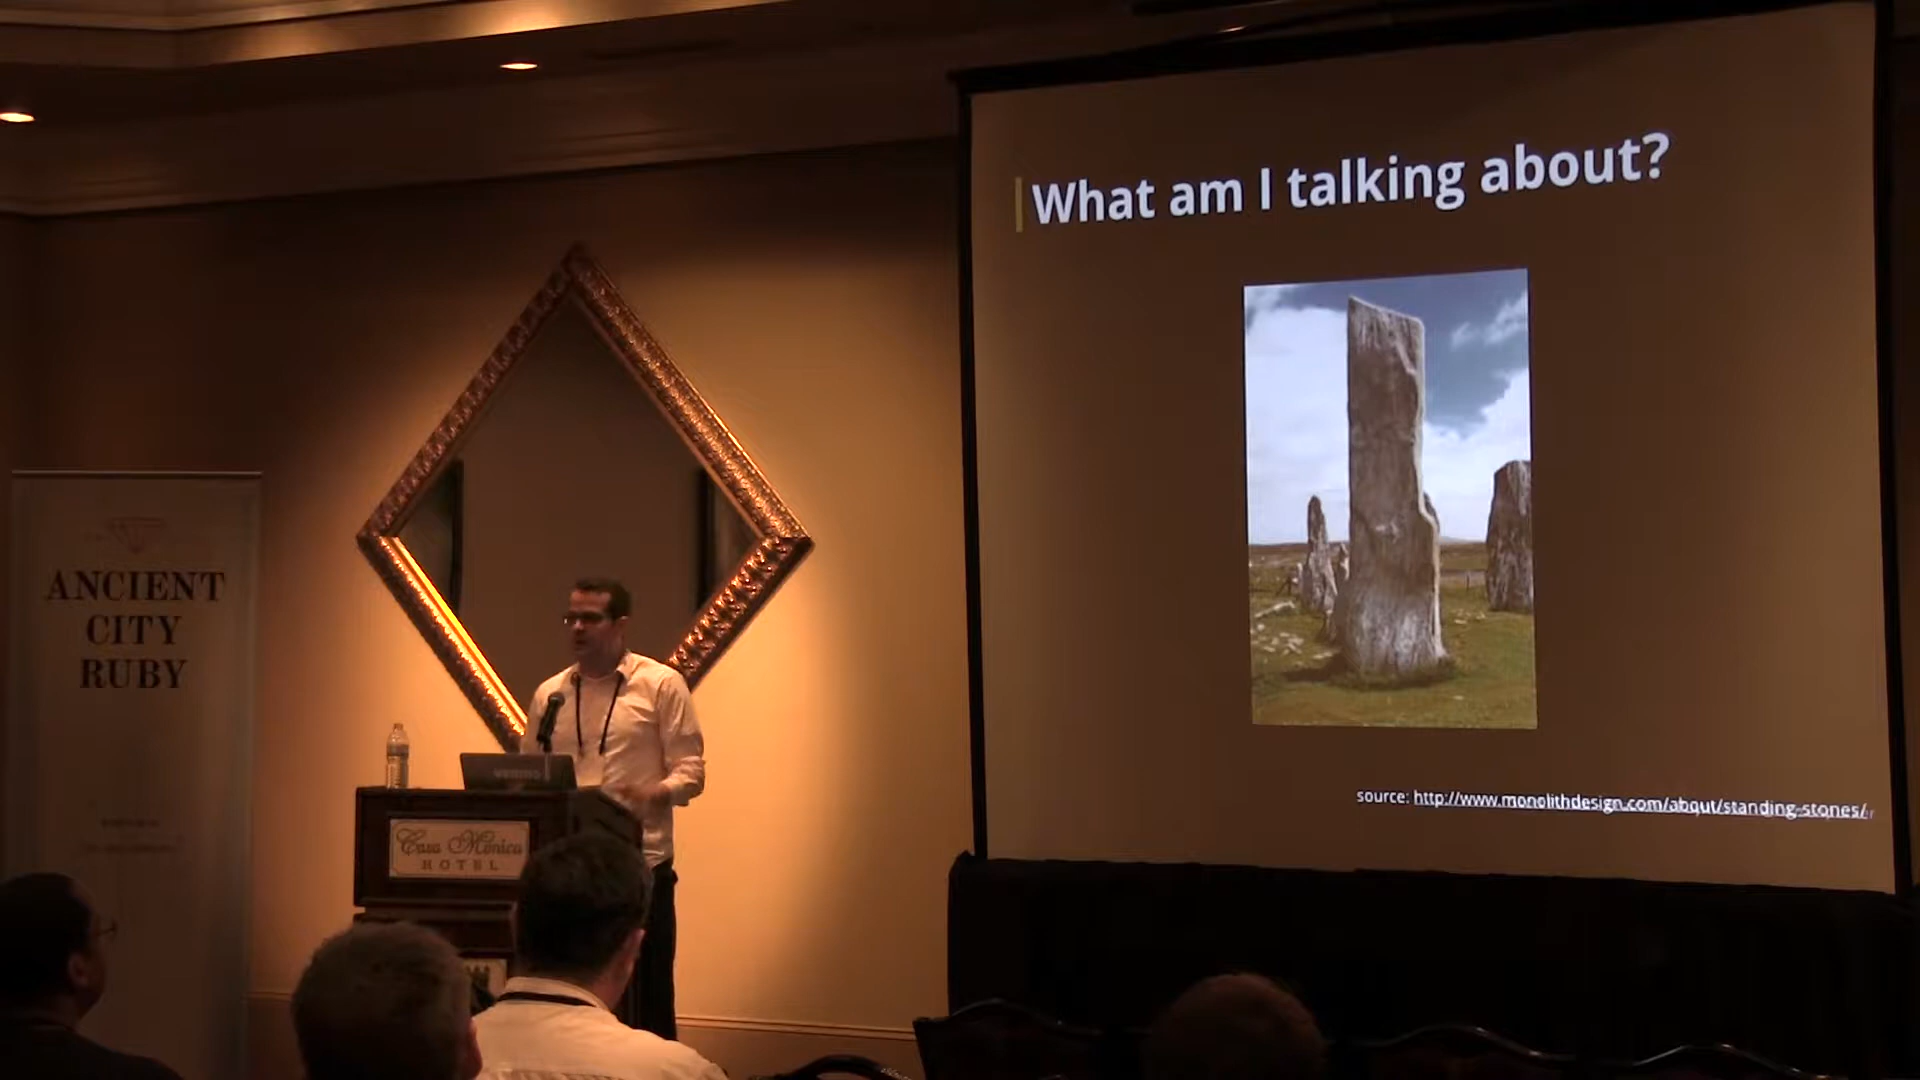 What am I talking about?
source: http://www.monolithdesign.com/about/standing-stones/
ANCIENT
CITY
RUBY
Casa Monica
HOTEL